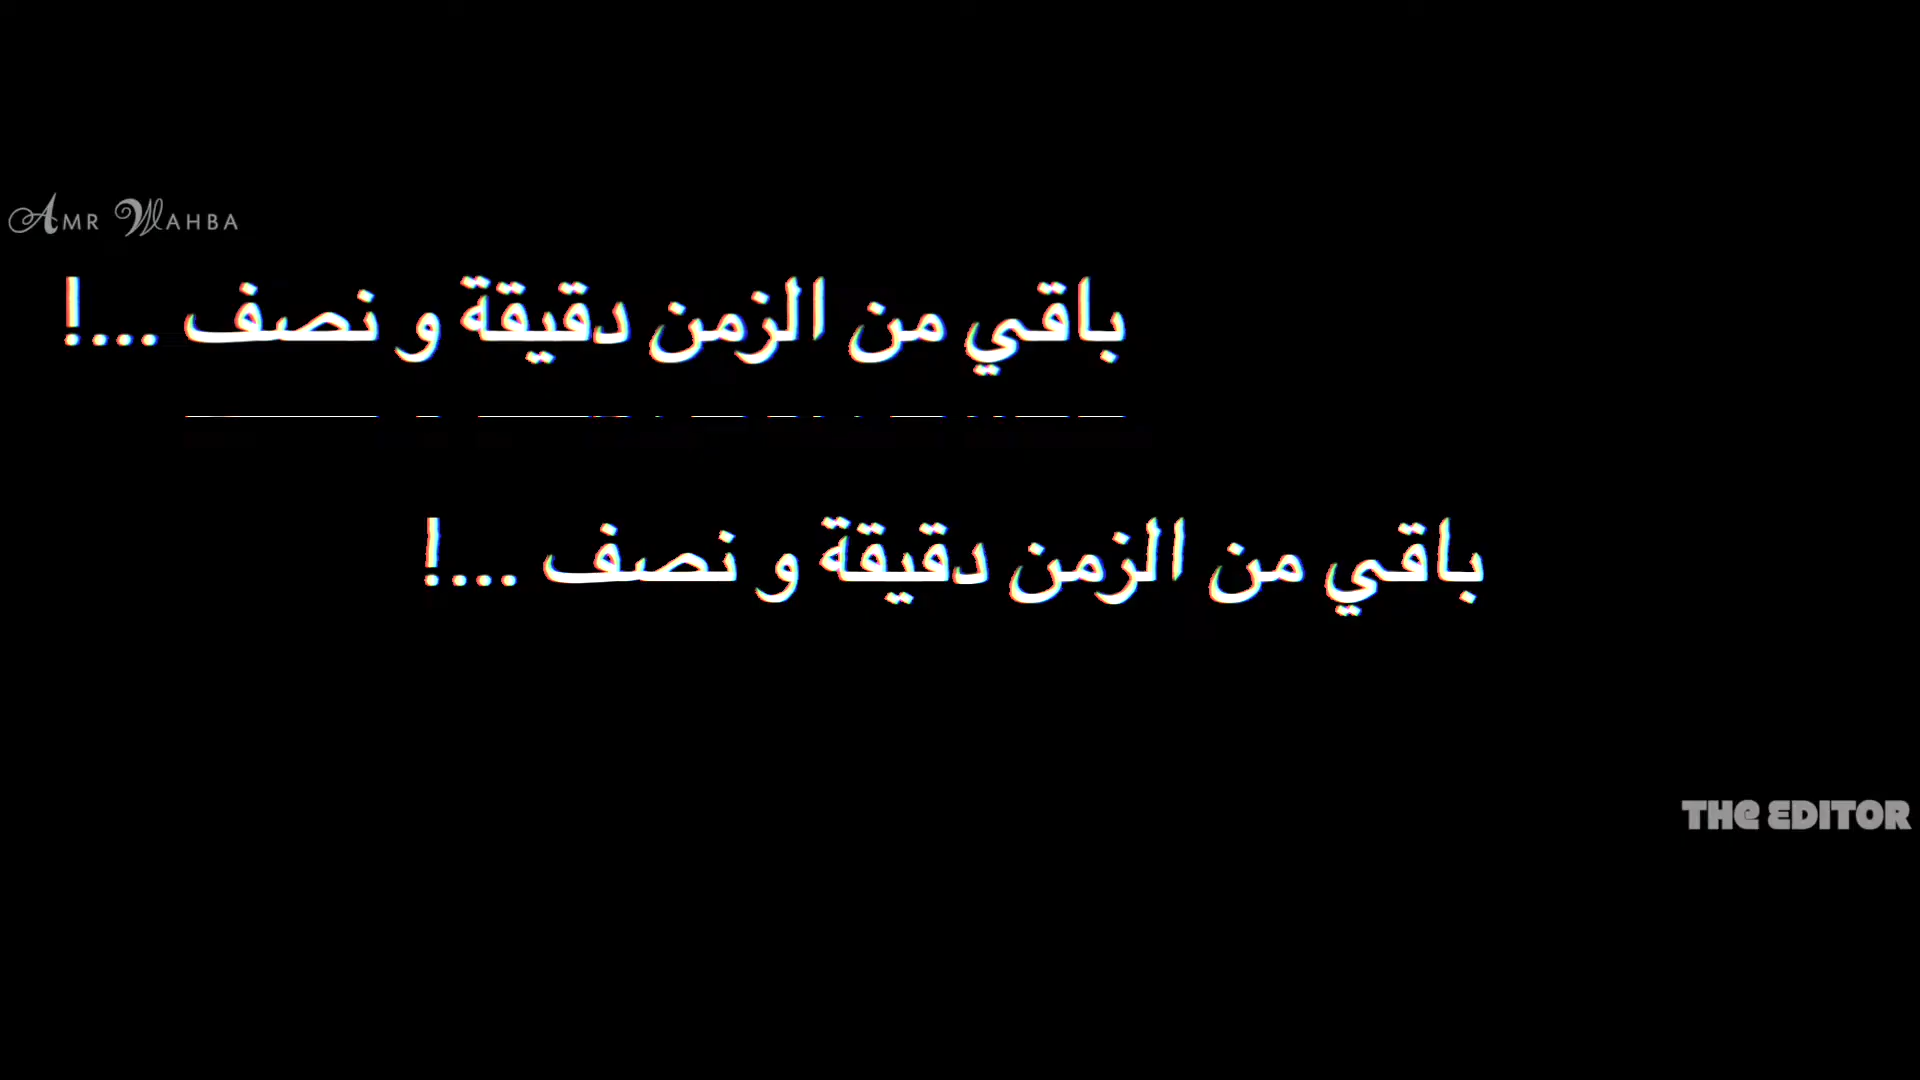 Amr Wahba
باقي من الزمن دقيقة و نصف ...!
باقي من الزمن دقيقة و نصف ...!
THE EDITOR